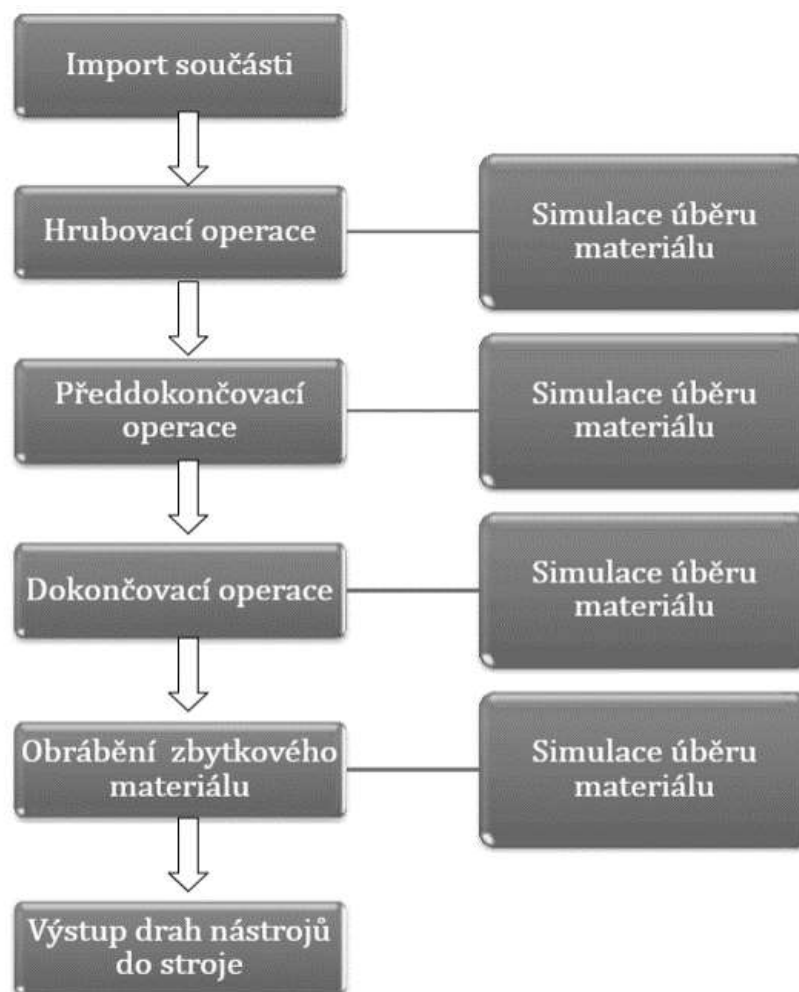 Import součásti
Hrubovací operace
Simulace úběru
materiálu
Předdokončovací
operace
Simulace úběru
materiálu
Dokončovací operace
Simulace úběru
materiálu
Obrábění zbytkového
materiálu
Simulace úběru
materiálu
Výstup drah nástrojů
do stroje